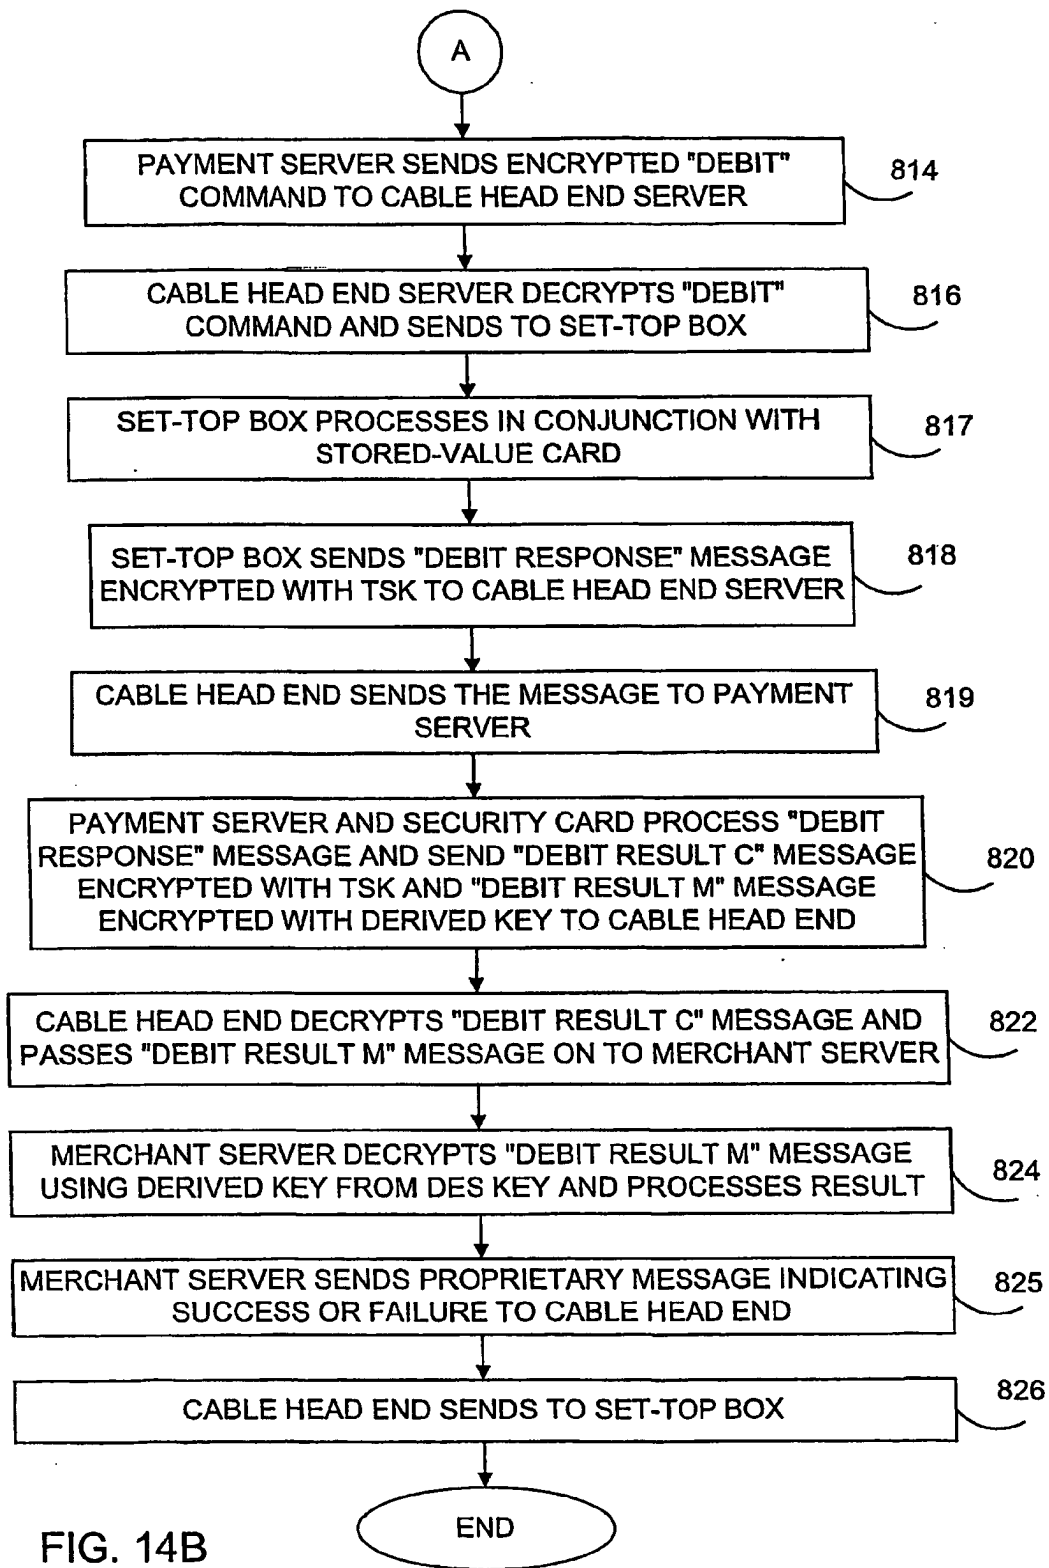 A
PAYMENT SERVER SENDS ENCRYPTED "DEBIT"
COMMAND TO CABLE HEAD END SERVER
814
CABLE HEAD END SERVER DECRYPTS "DEBIT"
COMMAND AND SENDS TO SET-TOP BOX
816
SET-TOP BOX PROCESSES IN CONJUNCTION WITH
STORED-VALUE CARD
817
SET-TOP BOX SENDS "DEBIT RESPONSE" MESSAGE
ENCRYPTED WITH TSK TO CABLE HEAD END SERVER
818
CABLE HEAD END SENDS THE MESSAGE TO PAYMENT
SERVER
819
PAYMENT SERVER AND SECURITY CARD PROCESS "DEBIT
RESPONSE" MESSAGE AND SEND "DEBIT RESULT C" MESSAGE
ENCRYPTED WITH TSK AND "DEBIT RESULT M" MESSAGE
ENCRYPTED WITH DERIVED KEY TO CABLE HEAD END
820
CABLE HEAD END DECRYPTS "DEBIT RESULT C" MESSAGE AND
PASSES "DEBIT RESULT M" MESSAGE ON TO MERCHANT SERVER
822
MERCHANT SERVER DECRYPTS "DEBIT RESULT M" MESSAGE
USING DERIVED KEY FROM DES KEY AND PROCESSES RESULT
824
MERCHANT SERVER SENDS PROPRIETARY MESSAGE INDICATING
SUCCESS OR FAILURE TO CABLE HEAD END
825
CABLE HEAD END SENDS TO SET-TOP BOX
826
END
FIG. 14B